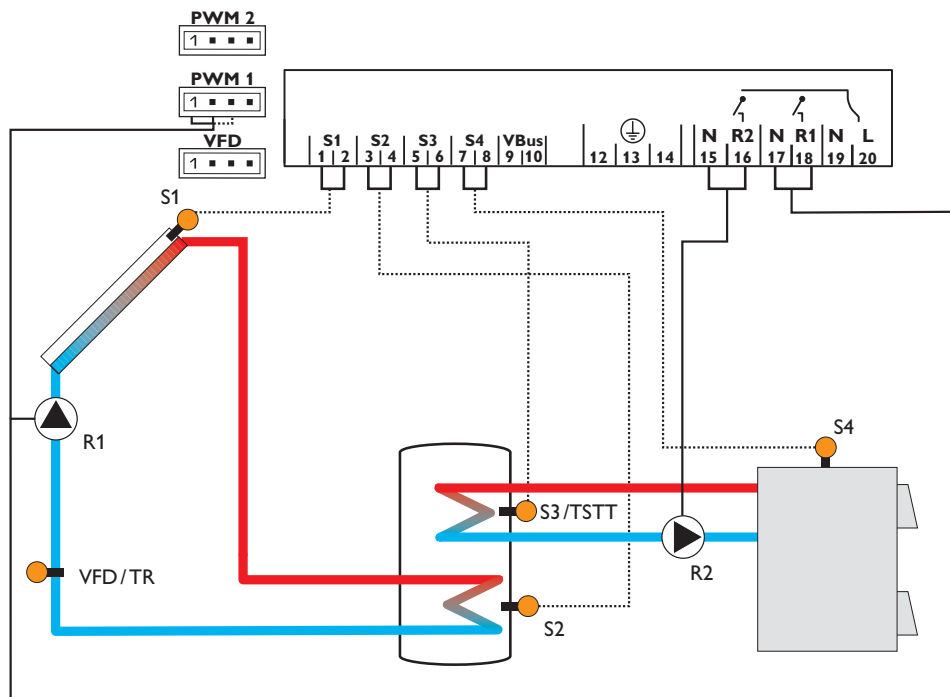 PWM 2
1
PWM 1
1
VFD
1
S1 S2 S3 S4 VBus
1 2 3 4 5 6 7 8 9 10 12 13 14
N R2 N R1 N L
15 16 17 18 19 20
S1
R1
VFD / TR
S3 /TSTT
S2
R2
S4